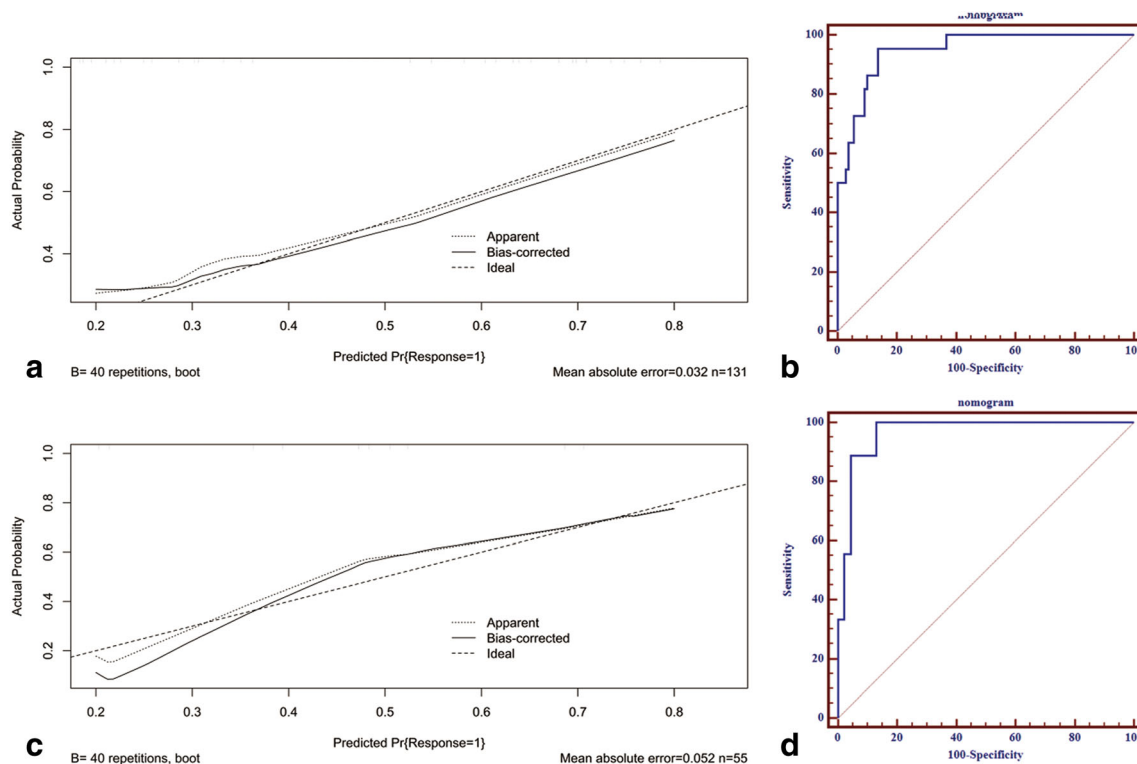 nomogram
1.0
0.8
0.6
0.4
Actual Probability
Apparent
Bias-corrected
Ideal
0.2 0.3 0.4 0.5 0.6 0.7 0.8
Predicted Pr{Response=1}
a
B= 40 repetitions, boot
Mean absolute error=0.032 n=131
100
80
60
40
20
0
Sensitivity
0 20 40 60 80 100
100-Specificity
b
nomogram
1.0
0.8
0.6
0.4
0.2
Actual Probability
Apparent
Bias-corrected
Ideal
0.2 0.3 0.4 0.5 0.6 0.7 0.8
Predicted Pr{Response=1}
c
B= 40 repetitions, boot
Mean absolute error=0.052 n=55
100
80
60
40
20
0
Sensitivity
0 20 40 60 80 100
100-Specificity
d